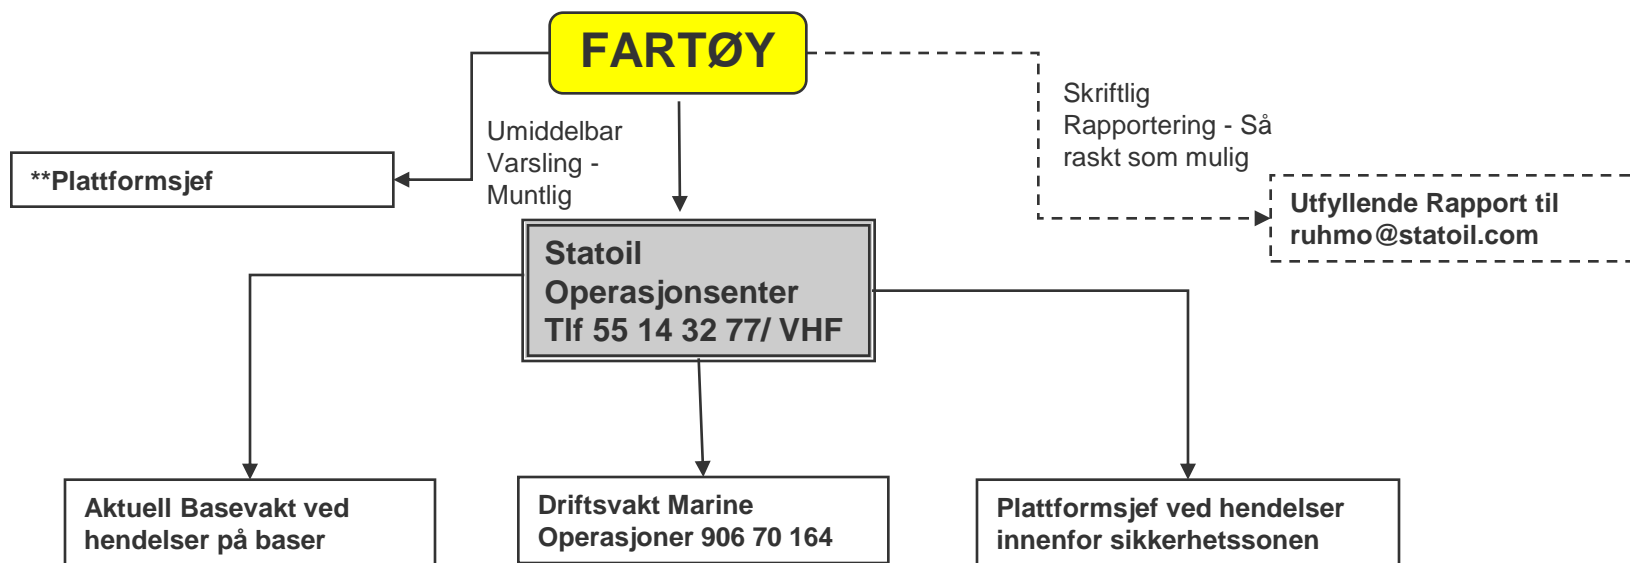 FARTØY
Umiddelbar
Varsling -
Muntlig
Skriftlig
Rapportering - Så
raskt som mulig
**Plattformsjef
Utfyllende Rapport til
ruhmo@statoil.com
Statoil
Operasjonsenter
Tlf 55 14 32 77/ VHF
Aktuell Basevakt ved
hendelser på baser
Driftsvakt Marine
Operasjoner 906 70 164
Plattformsjef ved hendelser
innenfor sikkerhetssonen